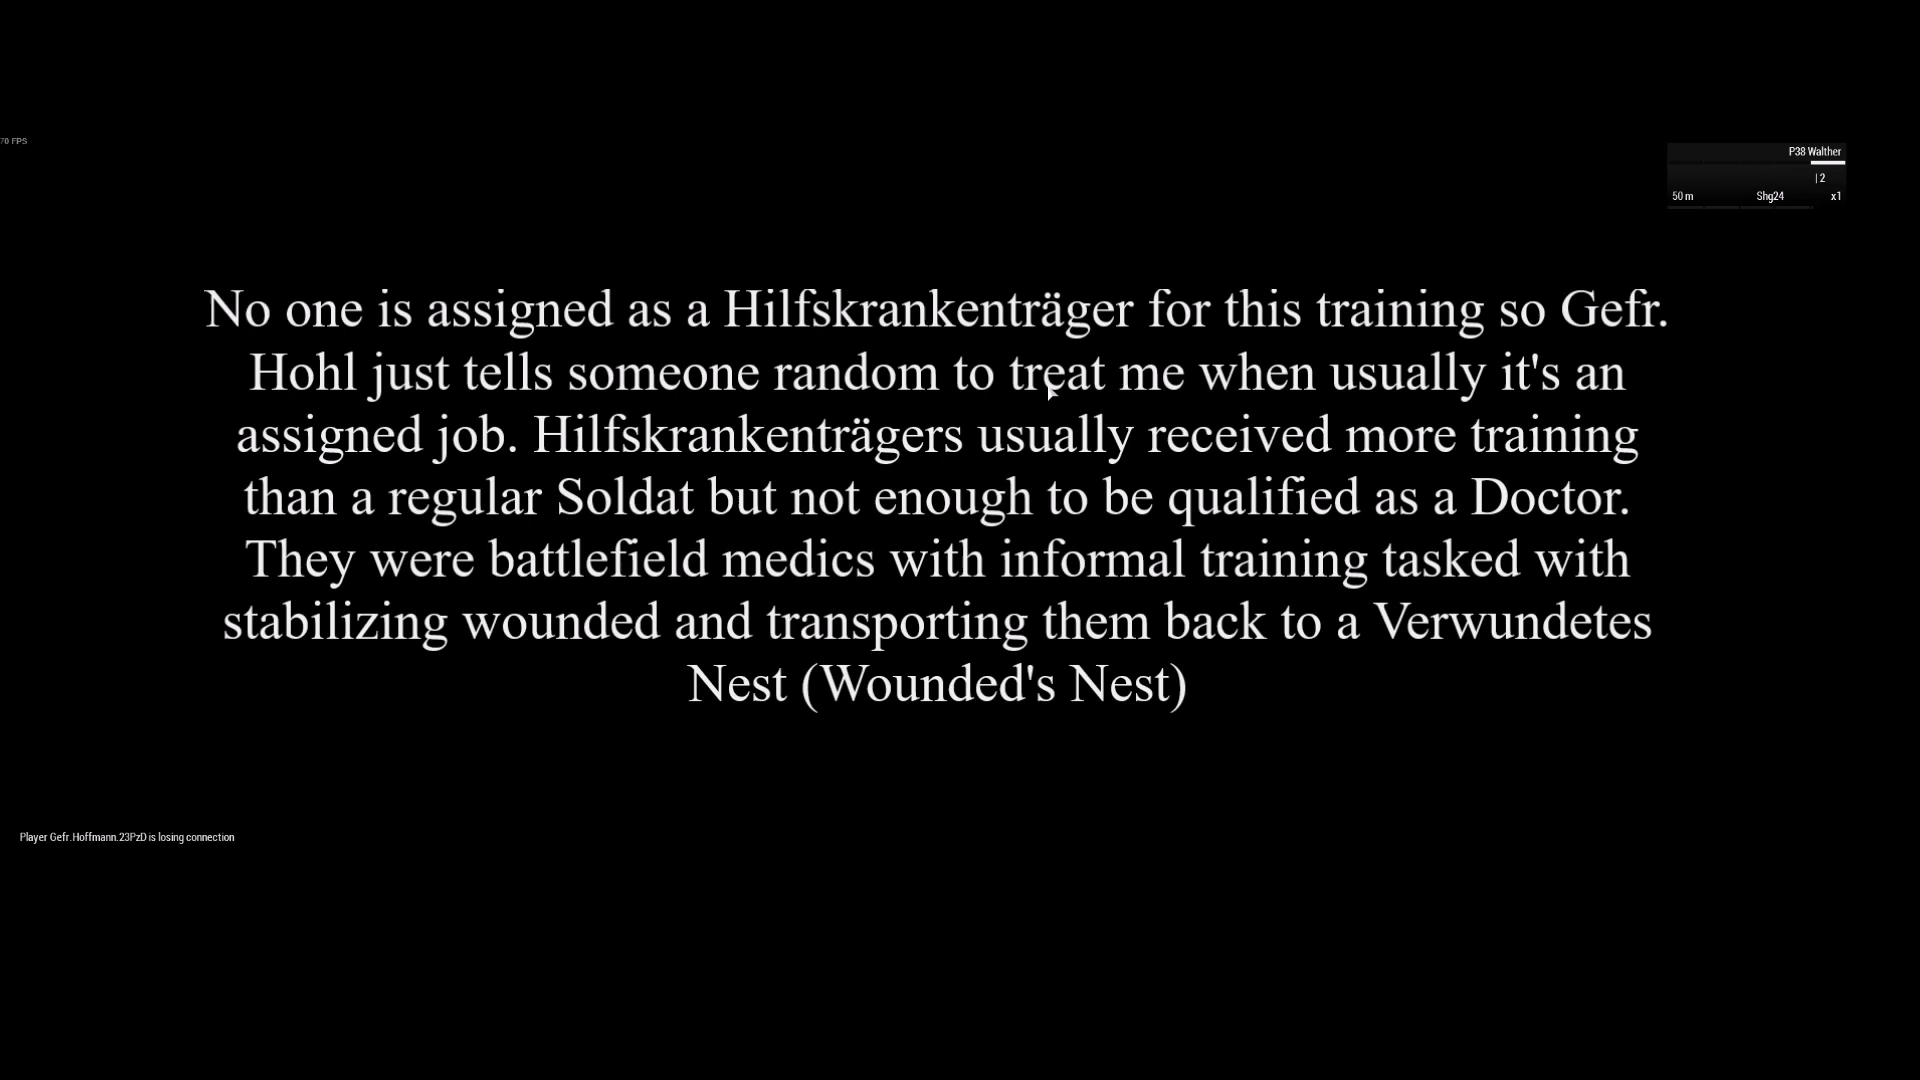 70 FPS
P38 Walther
| 2
50 m Shg24 x1
No one is assigned as a Hilfskrankenträger for this training so Gefr.
Hohl just tells someone random to treat me when usually it's an
assigned job. Hilfskrankenträgers usually received more training
than a regular Soldat but not enough to be qualified as a Doctor.
They were battlefield medics with informal training tasked with
stabilizing wounded and transporting them back to a Verwundetes
Nest (Wounded's Nest)
Player Gefr.Hoffmann.23PzD is losing connection